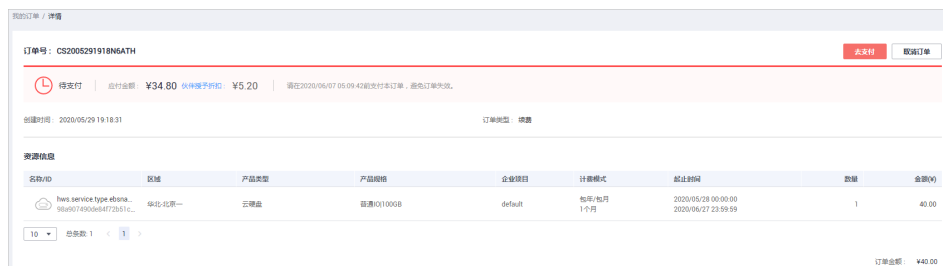 我的订单 / 详情
订单号： CS2005291918N6ATH
去支付
取消订单
待支付 应付金额： ¥34.80 伙伴授予折扣： ¥5.20 请在2020/06/07 05:09:42前支付本订单，避免订单失效。
创建时间： 2020/05/29 19:18:31 订单类型： 续费
资源信息
名称/ID 区域 产品类型 产品规格 企业项目 计费模式 起止时间 数量 金额(¥)
hws.service.type.ebsna... 华北-北京一 云硬盘 普通IO|100GB default 包年/包月 2020/05/28 00:00:00 1 40.00
98a907490de84f72b51c... 1个月 2020/06/27 23:59:59
10 总条数: 1 < 1 >
订单金额： ¥40.00